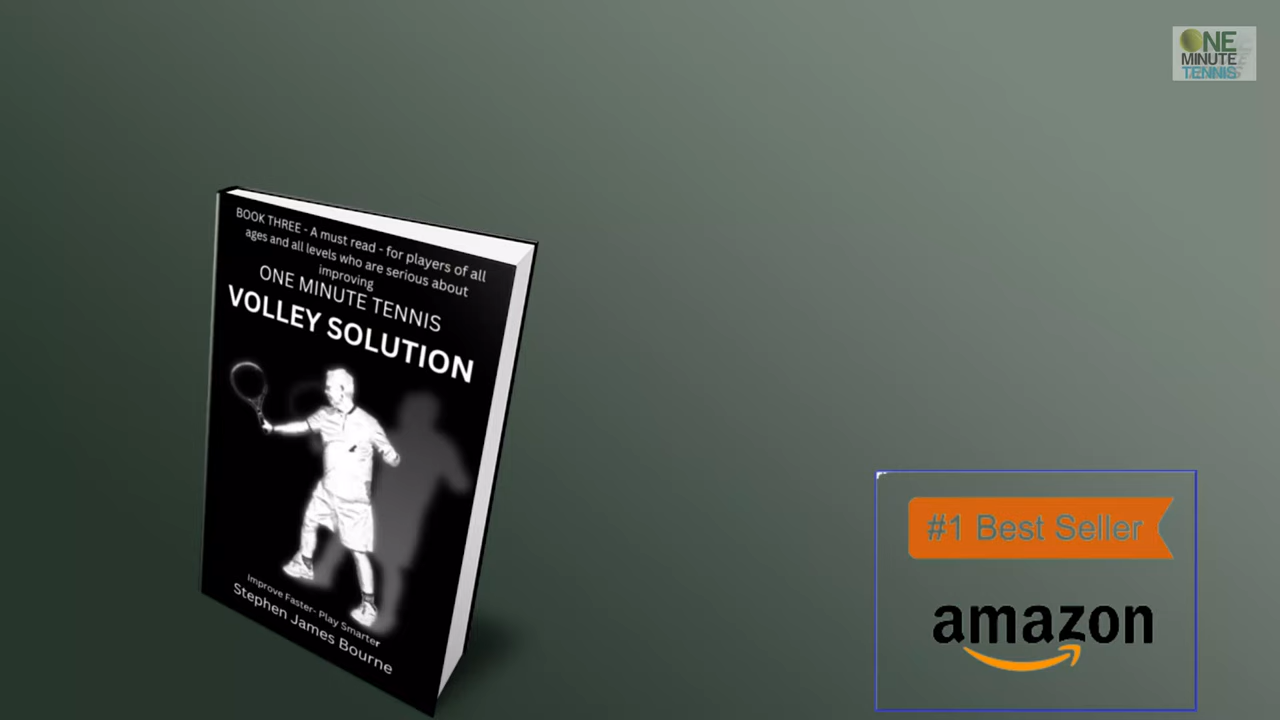 ONE
MINUTE
TENNIS
BOOK THREE - A must read - for players of all
ages and all levels who are serious about
improving
ONE MINUTE TENNIS
VOLLEY SOLUTION
Improve Faster- Play Smarter
Stephen James Bourne
#1 Best Seller
amazon